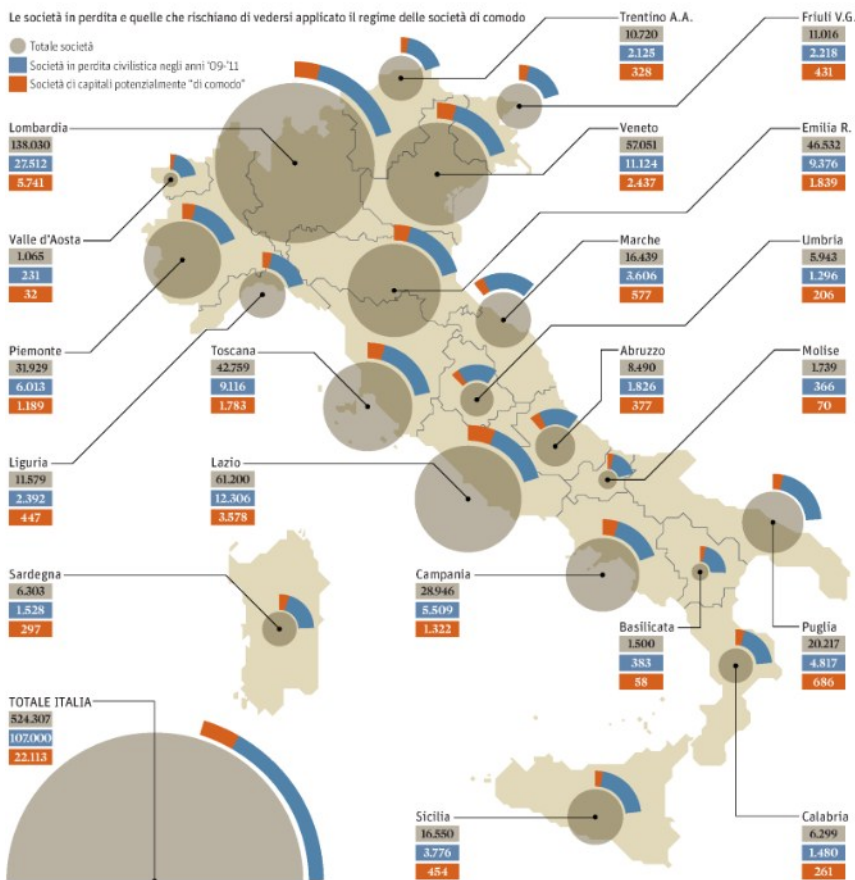 Le società in perdita e quelle che rischiano di vedersi applicato il regime delle società di comodo
Totale società
Società in perdita civilistica negli anni '09-'11
Società di capitali potenzialmente "di comodo"
Trentino A.A.
10.720
2.125
328
Friuli V.G.
11.016
2.218
431
Lombardia
138.030
27.512
5.741
Veneto
57.051
11.124
2.437
Emilia R.
46.532
9.376
1.839
Valle d'Aosta
1.065
231
32
Marche
16.439
3.606
577
Umbria
5.943
1.296
206
Piemonte
31.929
6.013
1.189
Toscana
42.759
9.116
1.783
Abruzzo
8.490
1.826
377
Molise
1.739
366
70
Liguria
11.579
2.392
447
Lazio
61.200
12.306
3.578
Sardegna
6.303
1.528
297
Campania
28.946
5.509
1.322
Basilicata
1.500
383
58
Puglia
20.217
4.817
686
TOTALE ITALIA
524.307
107.000
22.113
Sicilia
16.550
3.776
454
Calabria
6.299
1.480
261